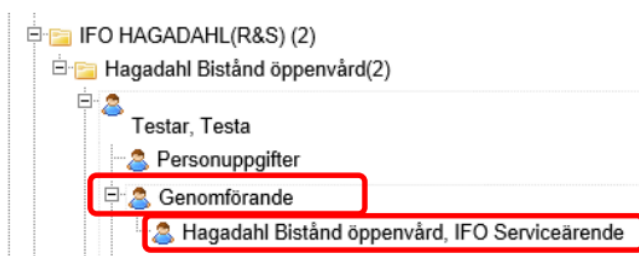 IFO HAGADAHL(R&S) (2)
Hagadahl Bistånd öppenvård(2)
Testar, Testa
Personuppgifter
Genomförande
Hagadahl Bistånd öppenvård, IFO Serviceärende